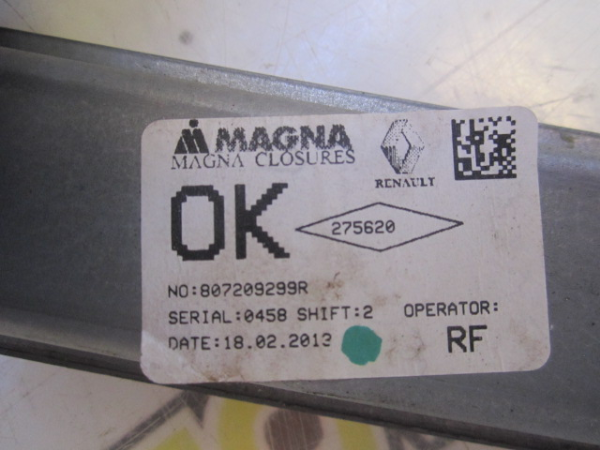 MAGNA
MAGNA CLOSURES
RENAULT
OK
275620
NO:807209299R
SERIAL:0458 SHIFT:2 OPERATOR:
DATE:18.02.2013 RF